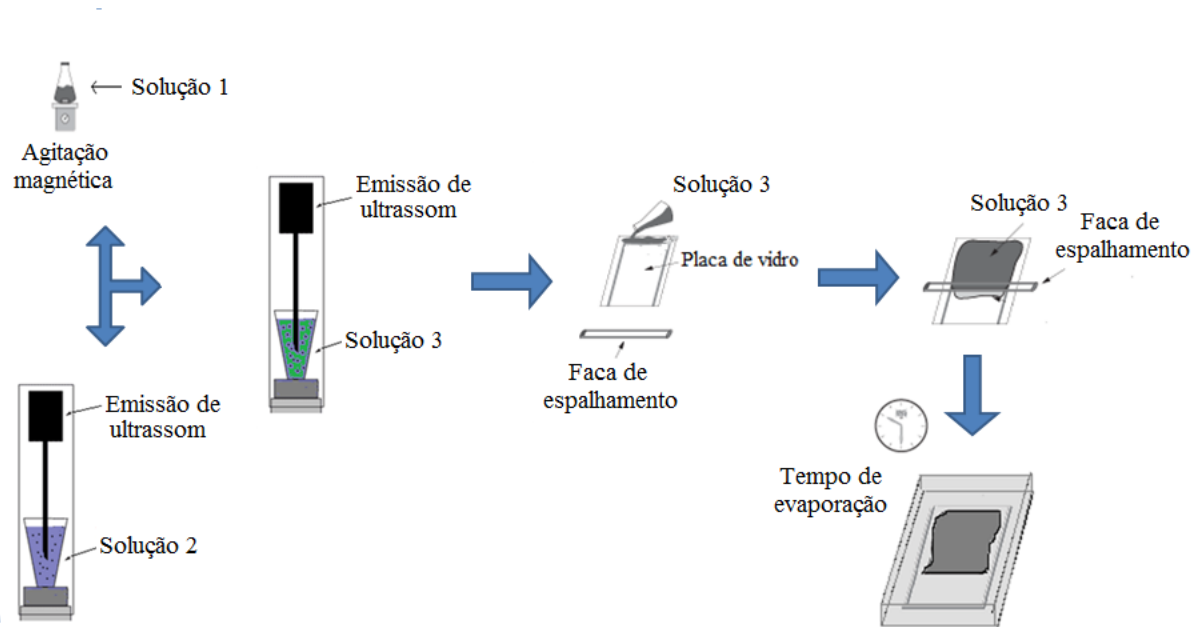 Solução 1
Agitação
magnética
Emissão de
ultrassom
Solução 3
Emissão de
ultrassom
Solução 2
Solução 3
Placa de vidro
Faca de
espalhamento
Solução 3
Faca de
espalhamento
Tempo de
evaporação